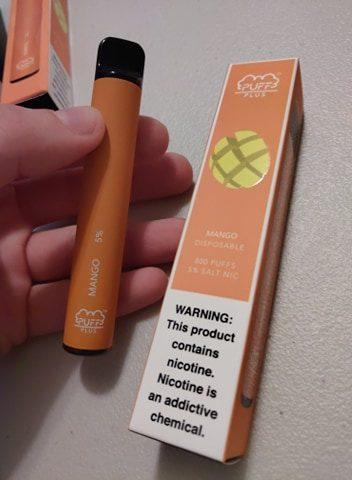 MANGO 5%
PUFF
PLUS
PUFF
PLUS
MANGO
DISPOSABLE
800 PUFFS
5% SALT NIC
WARNING:
This product
contains
nicotine.
Nicotine is
an addictive
chemical.